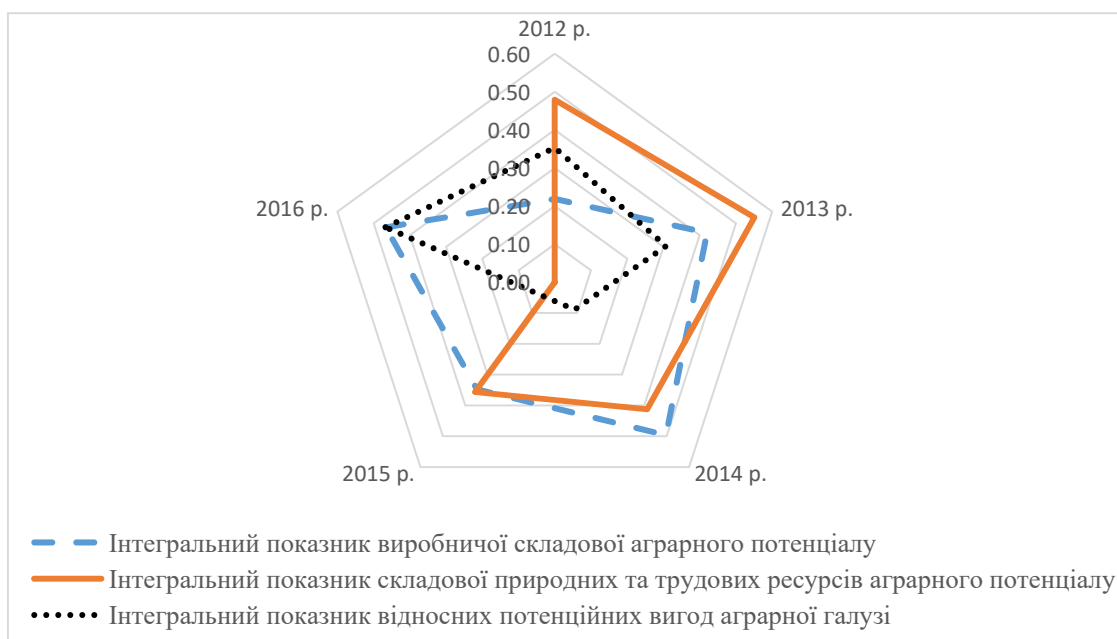 2012 р.
0.60
0.50
0.40
0.30
0.20
0.10
0.00
2016 р.
2013 р.
2015 р.
2014 р.
Інтегральний показник виробничої складової аграрного потенціалу
Інтегральний показник складової природних та трудових ресурсів аграрного потенціалу
Інтегральний показник відносних потенційних вигод аграрної галузі